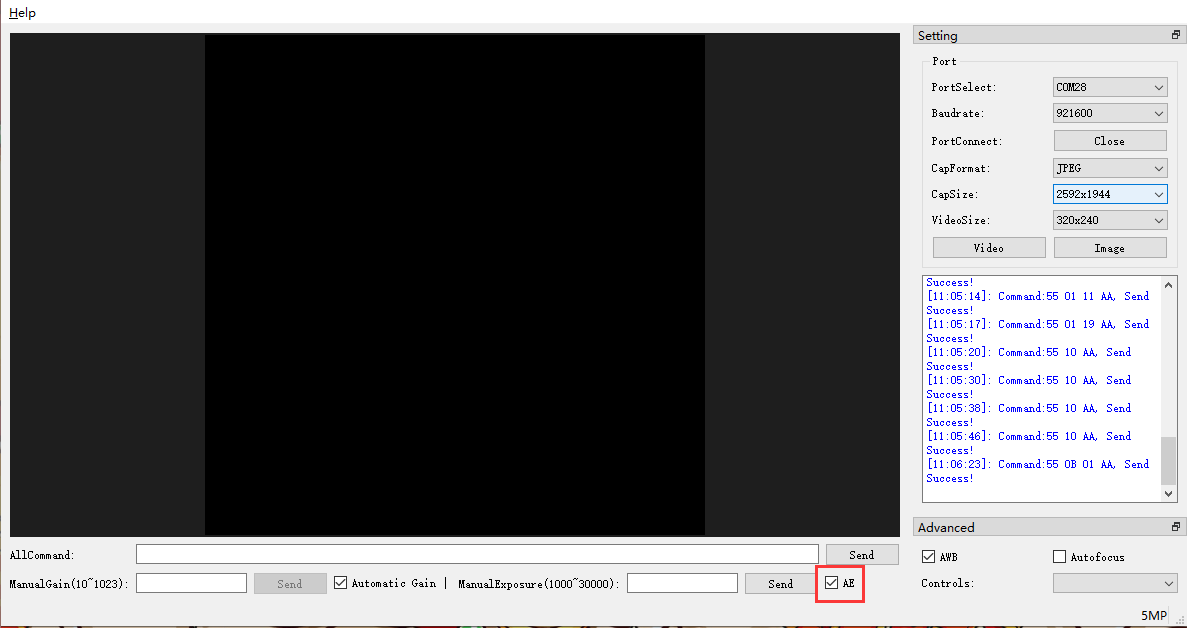 Help
Setting
Port
PortSelect: COM28
Baudrate: 921600
PortConnect: Close
CapFormat: JPEG
CapSize: 2592x1944
VideoSize: 320x240
Video Image
Success!
[11:05:14]: Command:55 01 11 AA, Send
Success!
[11:05:17]: Command:55 01 19 AA, Send
Success!
[11:05:20]: Command:55 10 AA, Send
Success!
[11:05:30]: Command:55 10 AA, Send
Success!
[11:05:38]: Command:55 10 AA, Send
Success!
[11:05:46]: Command:55 10 AA, Send
Success!
[11:06:23]: Command:55 0B 01 AA, Send
Success!
Advanced
AWB Autofocus
Controls:
AllCommand: Send
ManualGain(10~1023): Send Automatic Gain | ManualExposure(1000~30000): Send AE
5MP